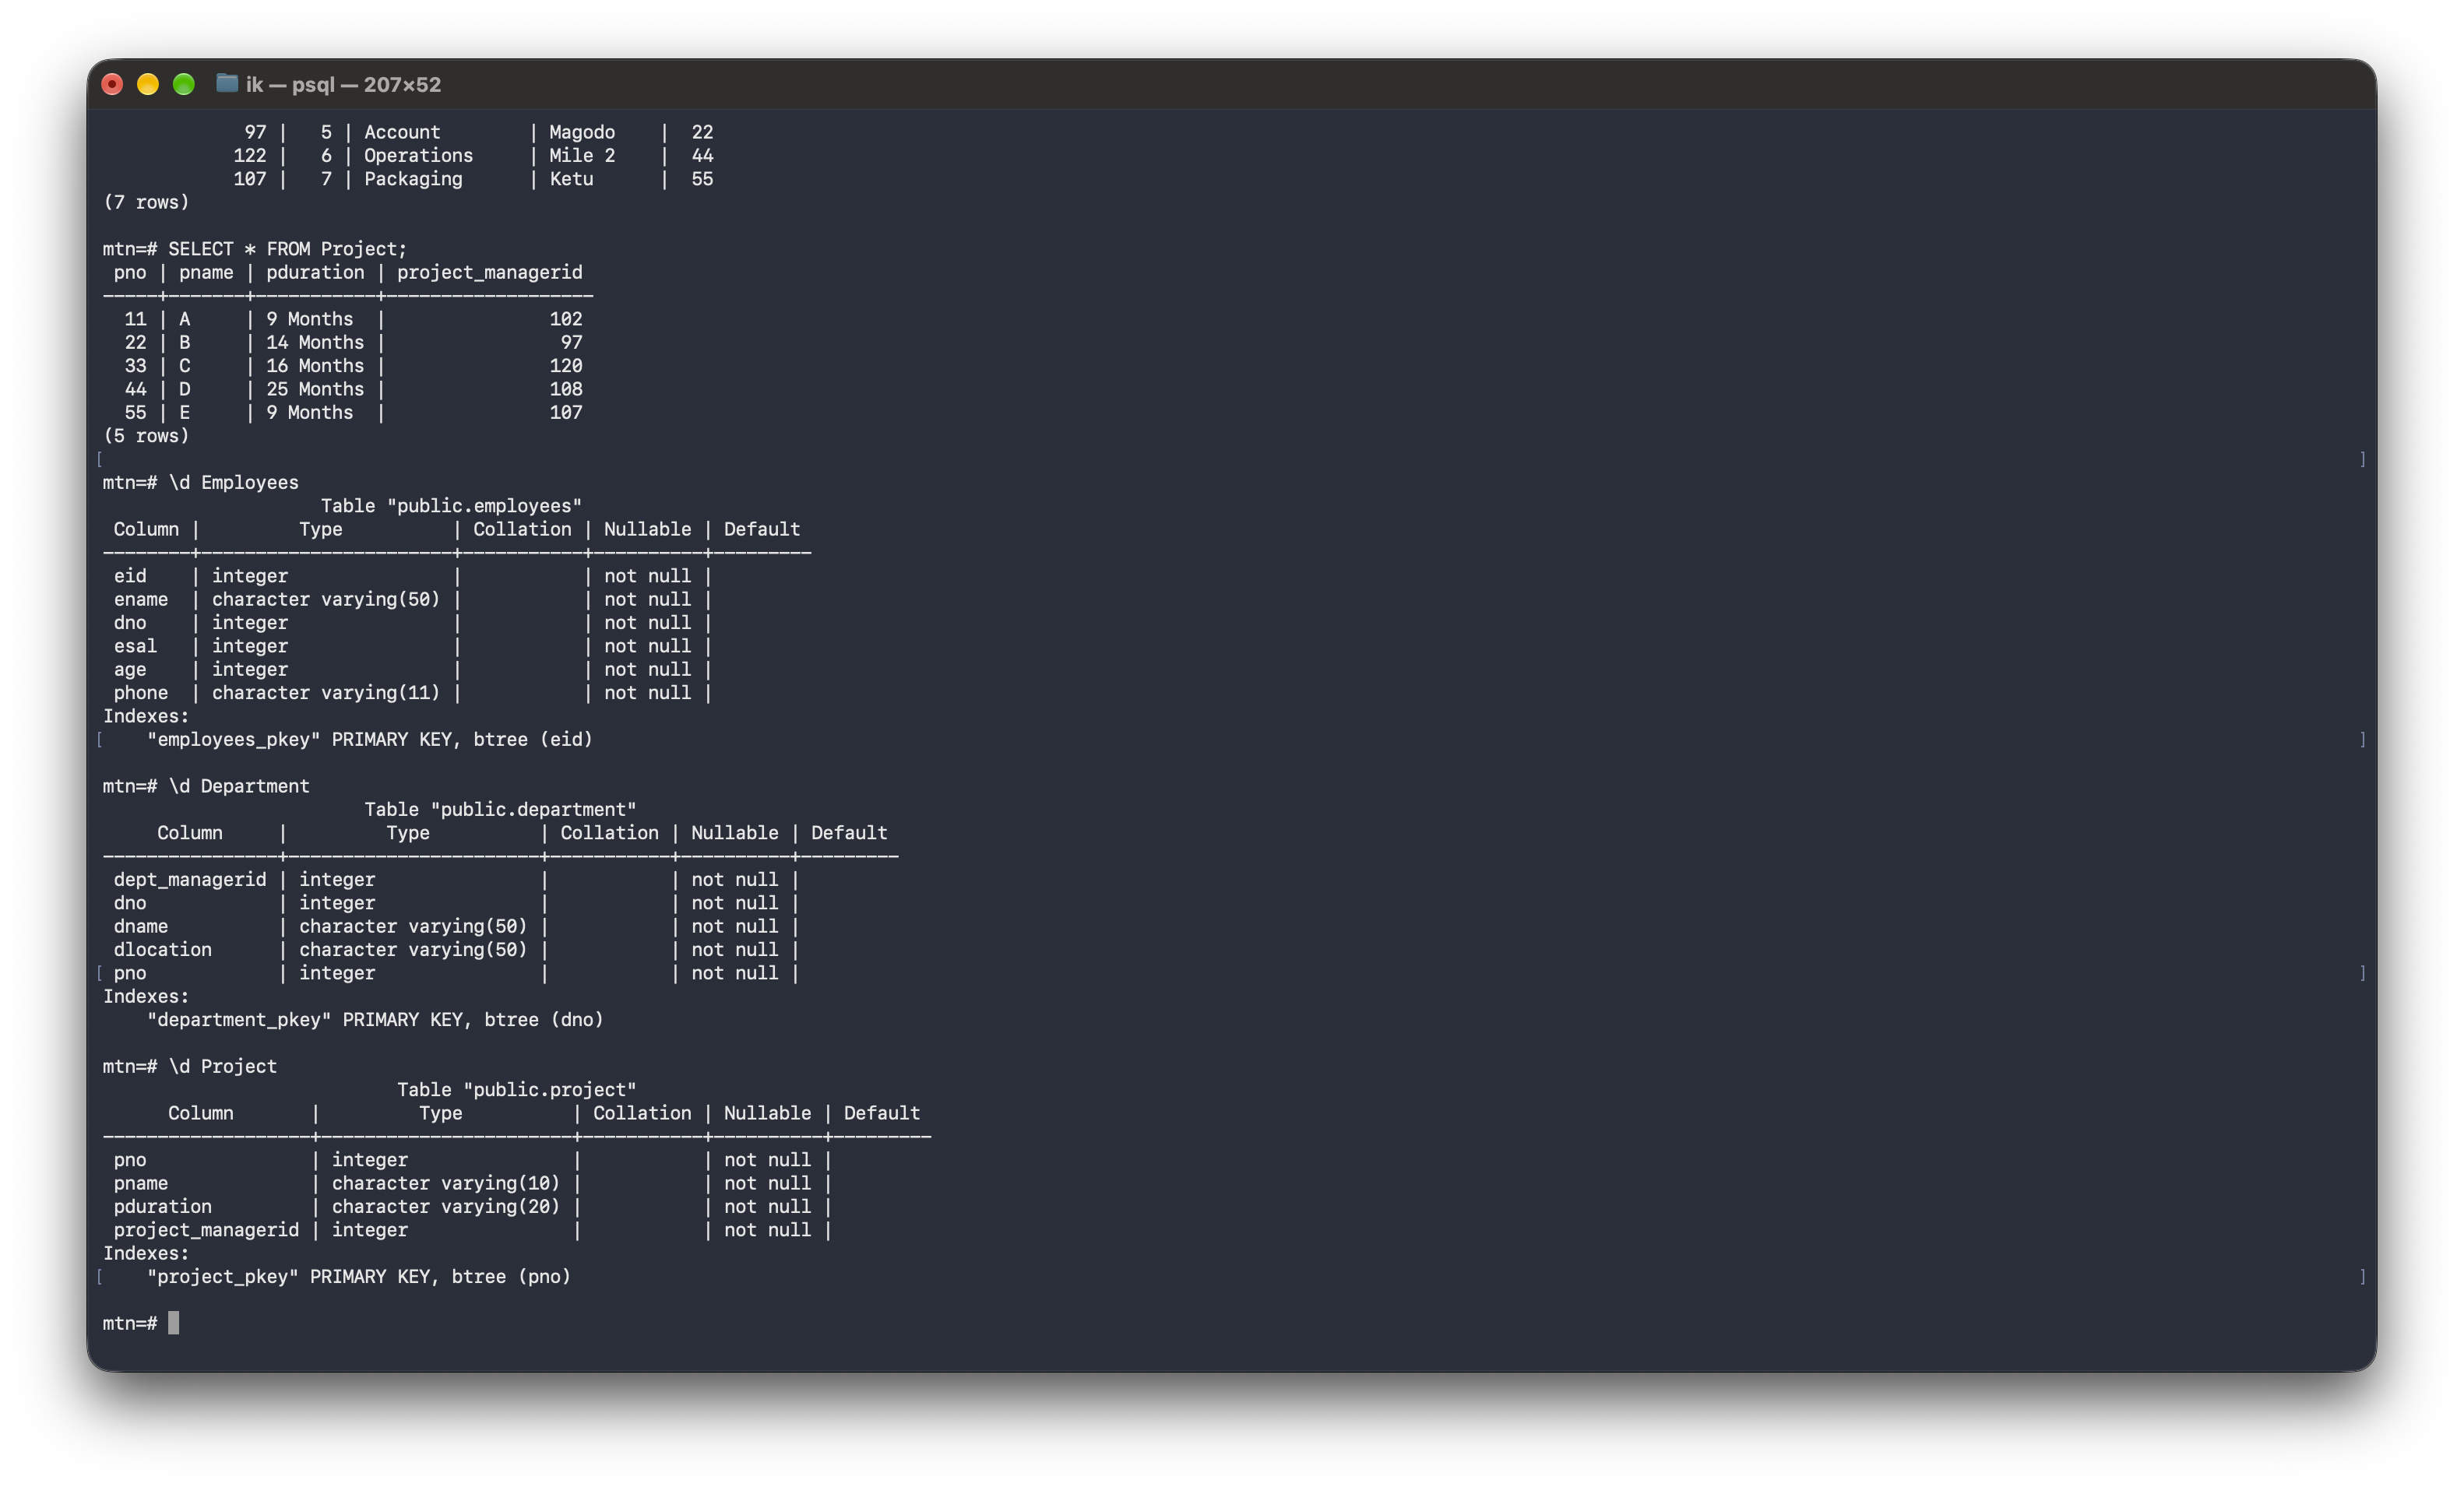 ik — psql — 207×52
97 |   5 | Account        | Magodo    |  22
122 |   6 | Operations     | Mile 2    |  44
107 |   7 | Packaging      | Ketu      |  55
(7 rows)
mtn=# SELECT * FROM Project;
 pno | pname | pduration | project_managerid
-----+-------+-----------+-------------------
  11 | A     | 9 Months  |               102
  22 | B     | 14 Months |                97
  33 | C     | 16 Months |               120
  44 | D     | 25 Months |               108
  55 | E     | 9 Months  |               107
(5 rows)
[ ]
mtn=# \d Employees
                    Table "public.employees"
 Column |         Type          | Collation | Nullable | Default
--------+-----------------------+-----------+----------+---------
 eid    | integer               |           | not null |
 ename  | character varying(50) |           | not null |
 dno    | integer               |           | not null |
 esal   | integer               |           | not null |
 age    | integer               |           | not null |
 phone  | character varying(11) |           | not null |
Indexes:
[    "employees_pkey" PRIMARY KEY, btree (eid) ]
mtn=# \d Department
                        Table "public.department"
     Column     |         Type          | Collation | Nullable | Default
----------------+-----------------------+-----------+----------+---------
 dept_managerid | integer               |           | not null |
 dno            | integer               |           | not null |
 dname          | character varying(50) |           | not null |
 dlocation      | character varying(50) |           | not null |
[ pno            | integer               |           | not null | ]
Indexes:
    "department_pkey" PRIMARY KEY, btree (dno)
mtn=# \d Project
                           Table "public.project"
      Column       |         Type          | Collation | Nullable | Default
-------------------+-----------------------+-----------+----------+---------
 pno               | integer               |           | not null |
 pname             | character varying(10) |           | not null |
 pduration         | character varying(20) |           | not null |
 project_managerid | integer               |           | not null |
Indexes:
[    "project_pkey" PRIMARY KEY, btree (pno) ]
mtn=#